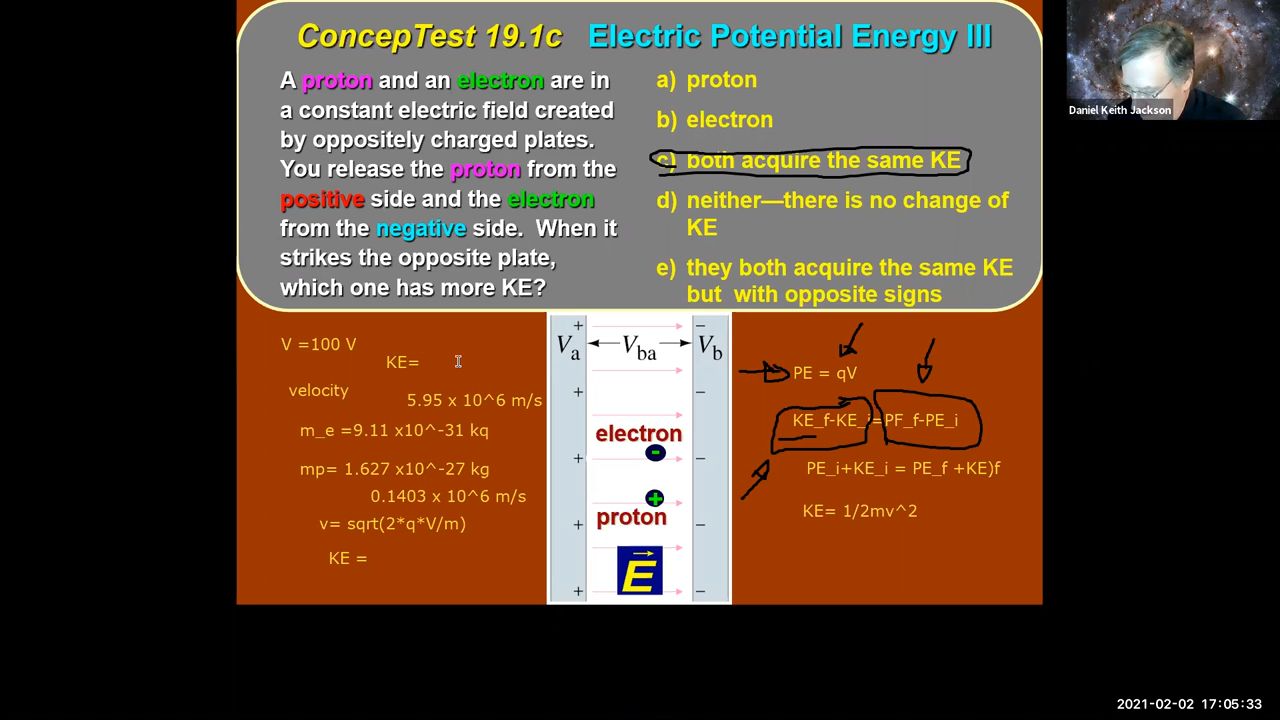 ConcepTest 19.1c Electric Potential Energy III
A proton and an electron are in
a constant electric field created
by oppositely charged plates.
You release the proton from the
positive side and the electron
from the negative side. When it
strikes the opposite plate,
which one has more KE?
a) proton
b) electron
c) both acquire the same KE
d) neither—there is no change of
KE
e) they both acquire the same KE
but with opposite signs
Daniel Keith Jackson
V =100 V
KE=
velocity
5.95 x 10^6 m/s
m_e =9.11 x10^-31 kq
mp= 1.627 x10^-27 kg
0.1403 x 10^6 m/s
v= sqrt(2*q*V/m)
KE =
+ −
Va Vba Vb
+ −
electron
-
+ −
+
proton
+ −
E
+ −
PE = qV
KE_f-KE_i=PF_f-PE_i
PE_i+KE_i = PE_f +KE)f
KE= 1/2mv^2
2021-02-02 17:05:33